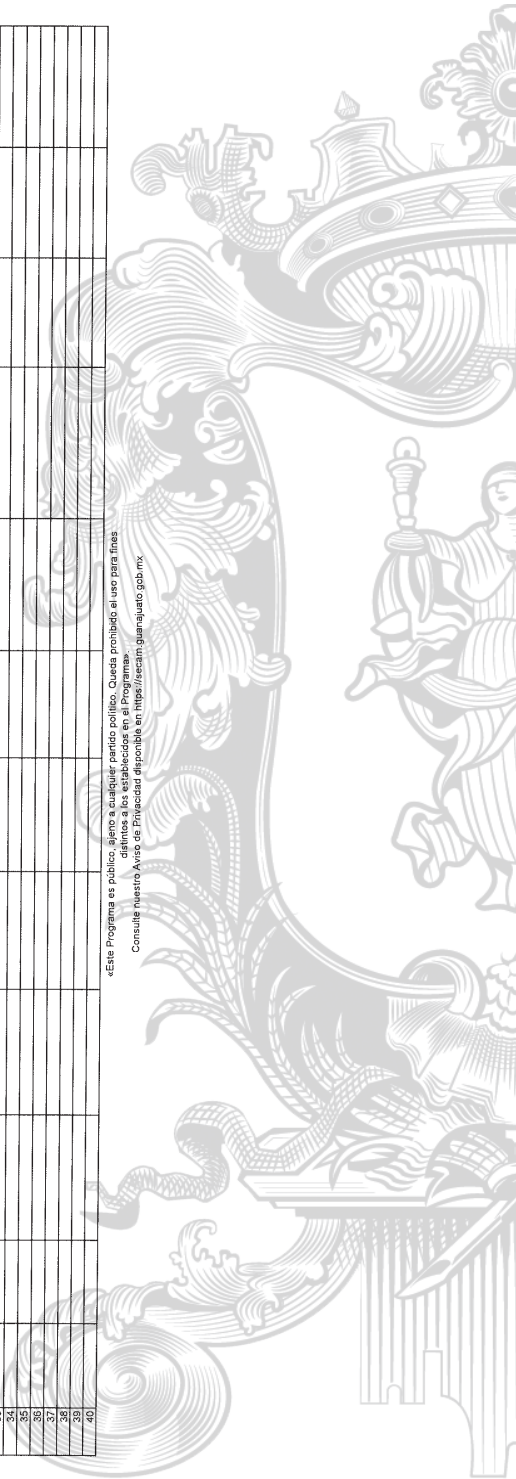 34
35
36
37
38
39
40
«Este Programa es público, ajeno a cualquier partido político. Queda prohibido el uso para fines
distintos a los establecidos en el Programa».
Consulte nuestro Aviso de Privacidad disponible en https://secam.guanajuato.gob.mx